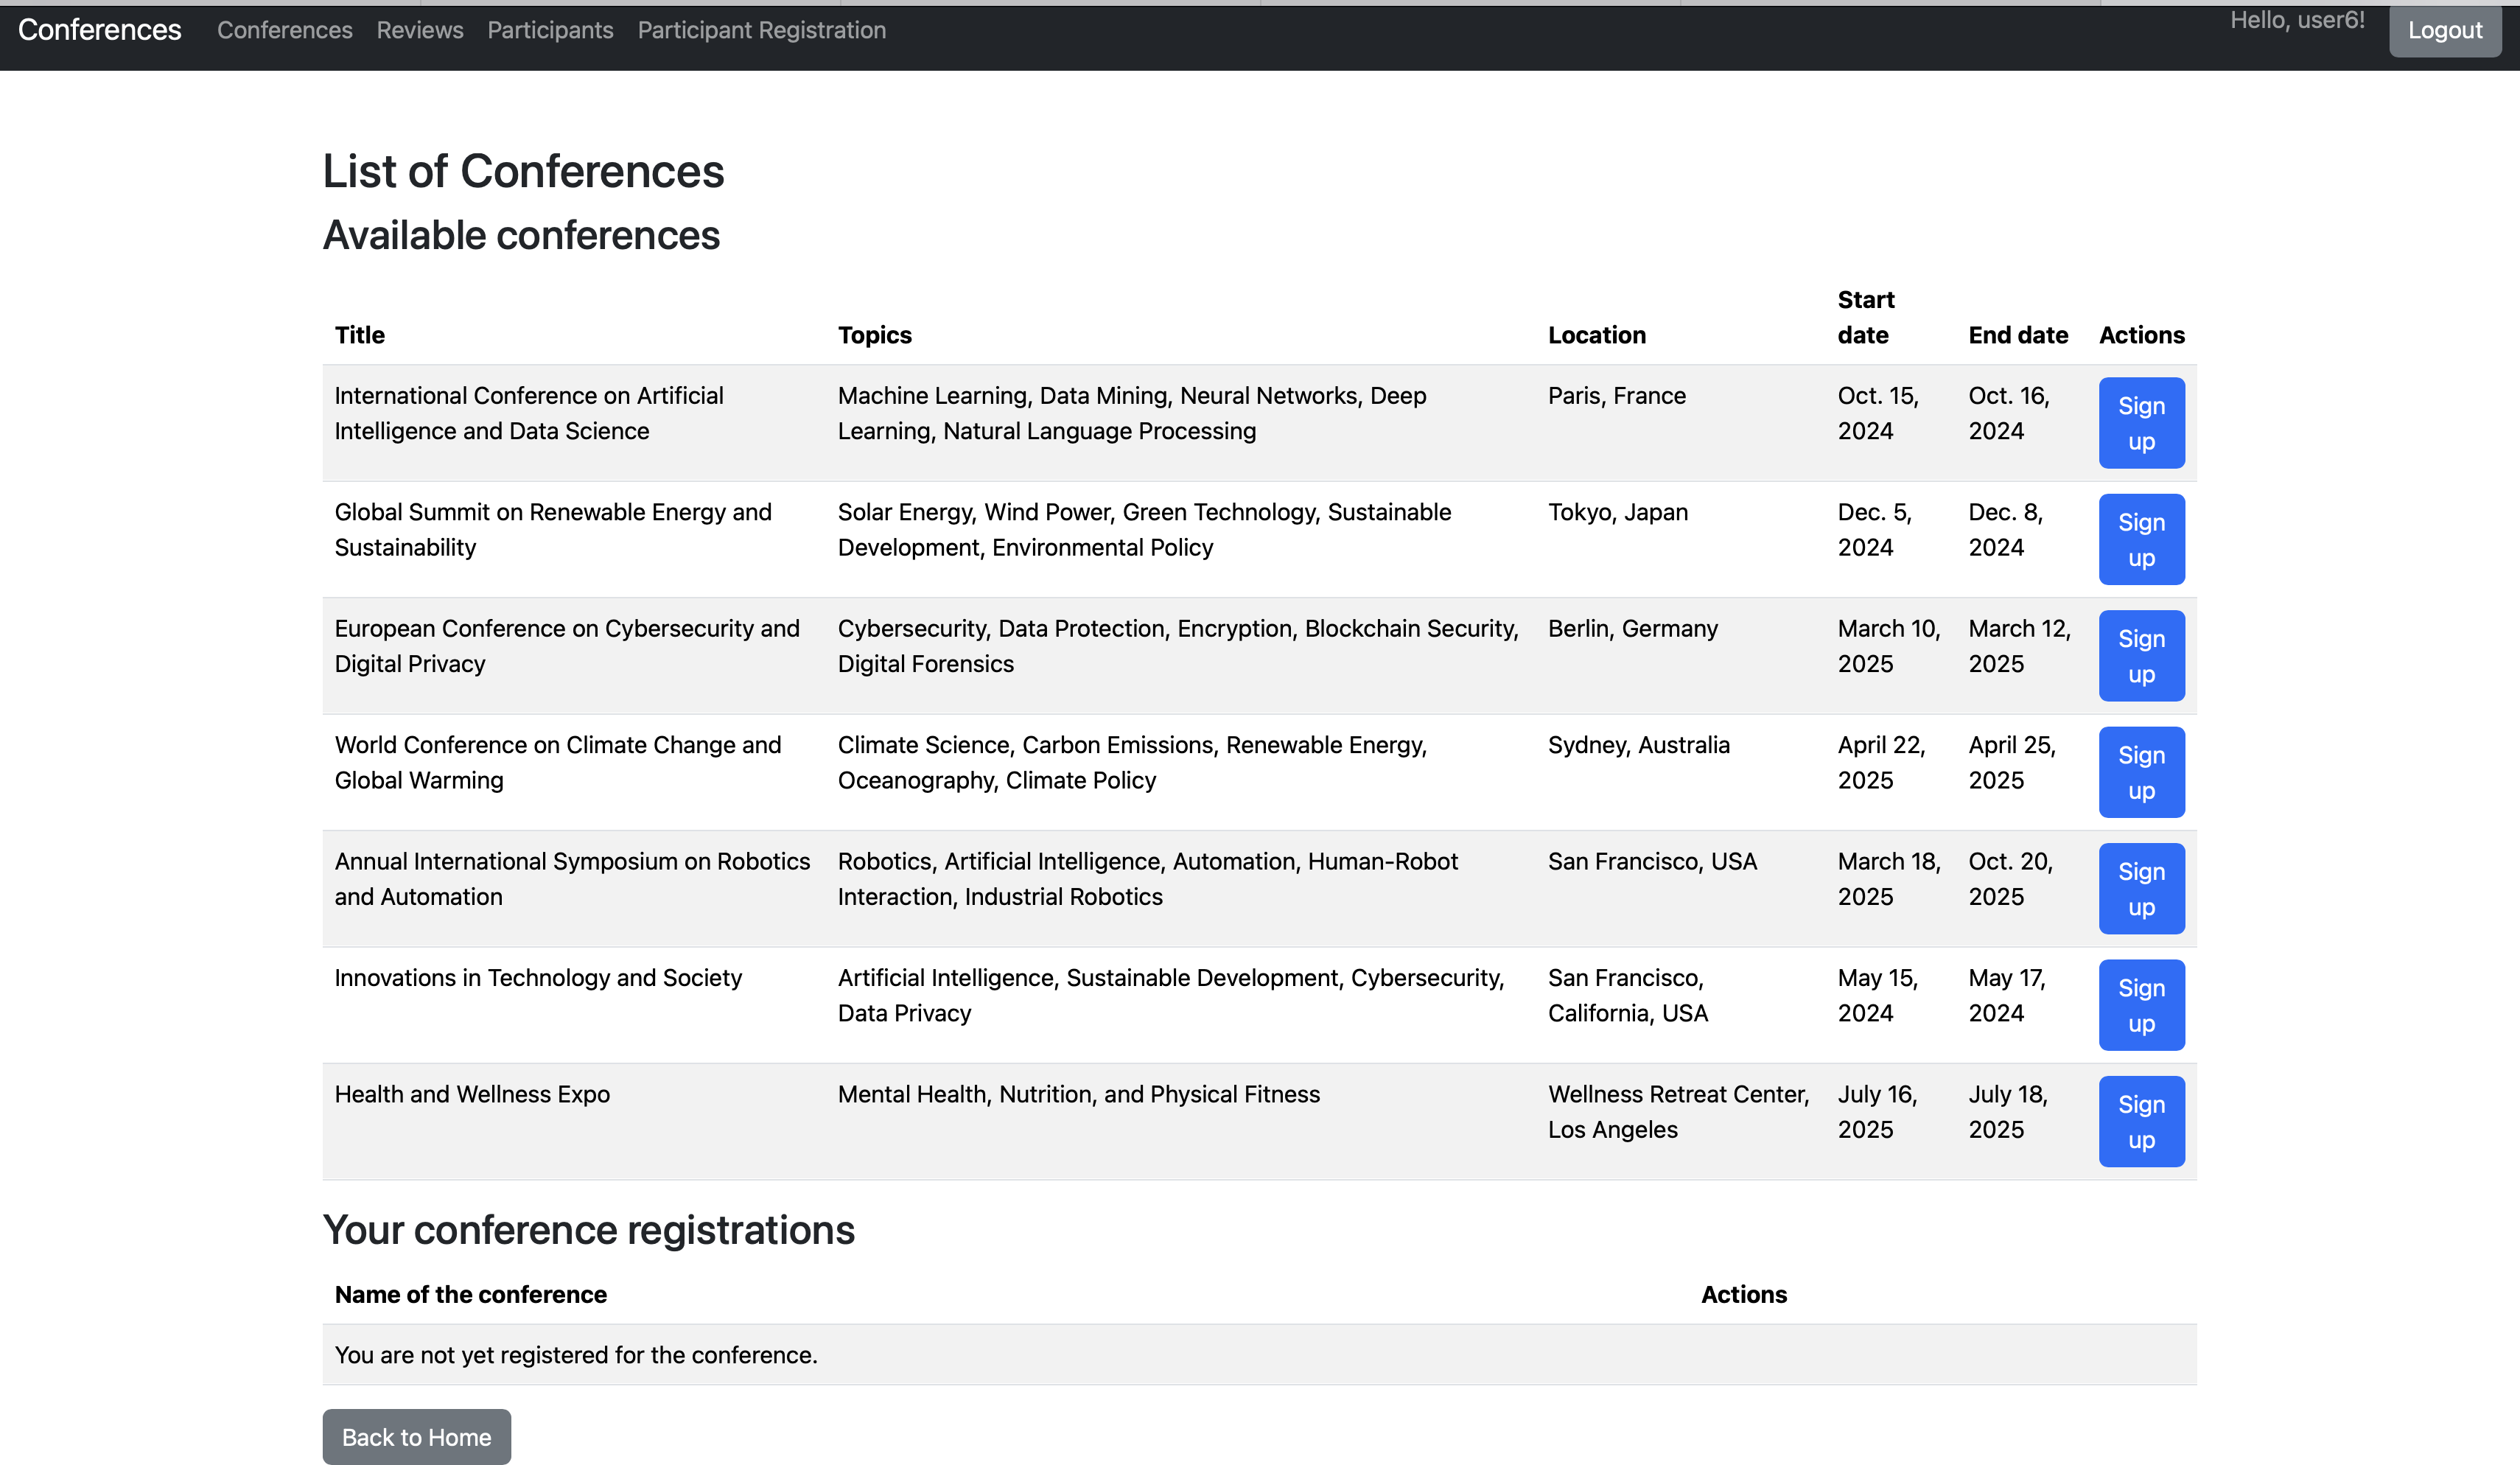 Conferences Conferences Reviews Participants Participant Registration Hello, user6! Logout
List of Conferences
Available conferences
Title Topics Location Start date End date Actions
International Conference on Artificial Machine Learning, Data Mining, Neural Networks, Deep Paris, France Oct. 15, Oct. 16, Sign
Intelligence and Data Science Learning, Natural Language Processing 2024 2024 up
Global Summit on Renewable Energy and Solar Energy, Wind Power, Green Technology, Sustainable Tokyo, Japan Dec. 5, Dec. 8, Sign
Sustainability Development, Environmental Policy 2024 2024 up
European Conference on Cybersecurity and Cybersecurity, Data Protection, Encryption, Blockchain Security, Berlin, Germany March 10, March 12, Sign
Digital Privacy Digital Forensics 2025 2025 up
World Conference on Climate Change and Climate Science, Carbon Emissions, Renewable Energy, Sydney, Australia April 22, April 25, Sign
Global Warming Oceanography, Climate Policy 2025 2025 up
Annual International Symposium on Robotics Robotics, Artificial Intelligence, Automation, Human-Robot San Francisco, USA March 18, Oct. 20, Sign
and Automation Interaction, Industrial Robotics 2025 2025 up
Innovations in Technology and Society Artificial Intelligence, Sustainable Development, Cybersecurity, San Francisco, May 15, May 17, Sign
Data Privacy California, USA 2024 2024 up
Health and Wellness Expo Mental Health, Nutrition, and Physical Fitness Wellness Retreat Center, July 16, July 18, Sign
Los Angeles 2025 2025 up
Your conference registrations
Name of the conference Actions
You are not yet registered for the conference.
Back to Home